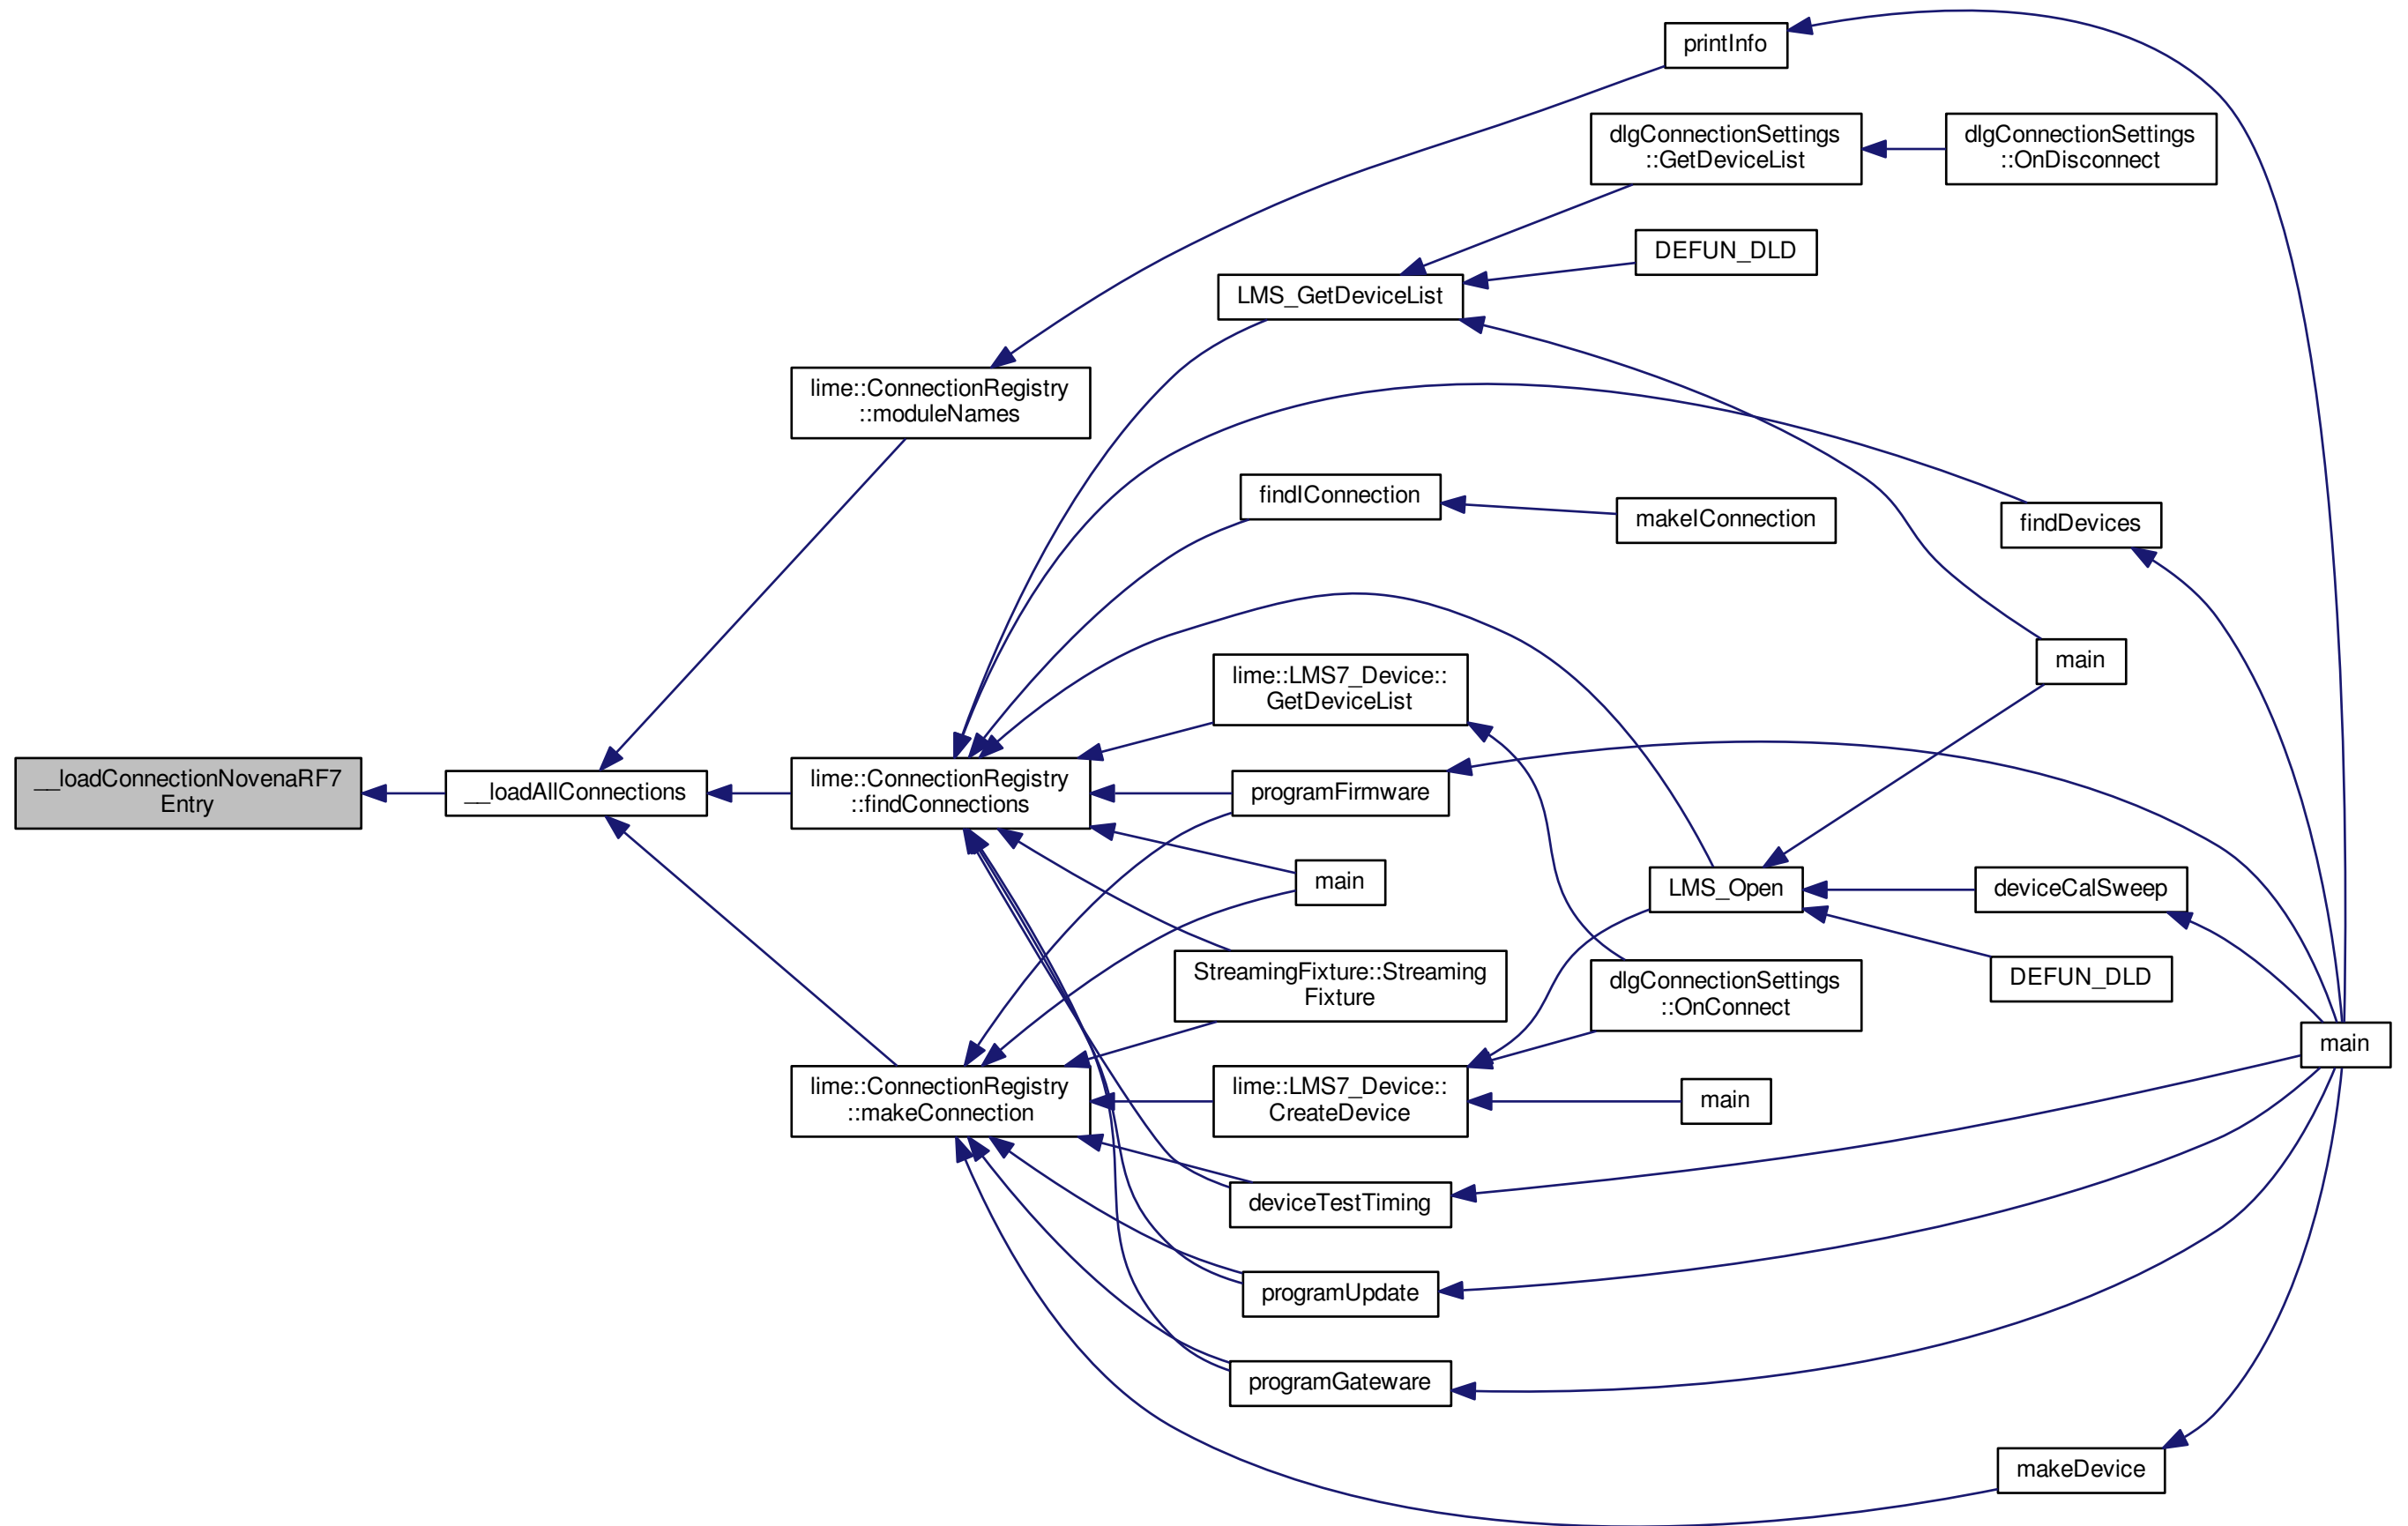 printInfo
dlgConnectionSettings
::GetDeviceList
dlgConnectionSettings
::OnDisconnect
DEFUN_DLD
LMS_GetDeviceList
lime::ConnectionRegistry
::moduleNames
findIConnection
makeIConnection
findDevices
main
lime::LMS7_Device::
GetDeviceList
__loadConnectionNovenaRF7
Entry
__loadAllConnections
lime::ConnectionRegistry
::findConnections
programFirmware
main
LMS_Open
deviceCalSweep
StreamingFixture::Streaming
Fixture
dlgConnectionSettings
::OnConnect
DEFUN_DLD
main
lime::ConnectionRegistry
::makeConnection
lime::LMS7_Device::
CreateDevice
main
deviceTestTiming
programUpdate
programGateware
makeDevice